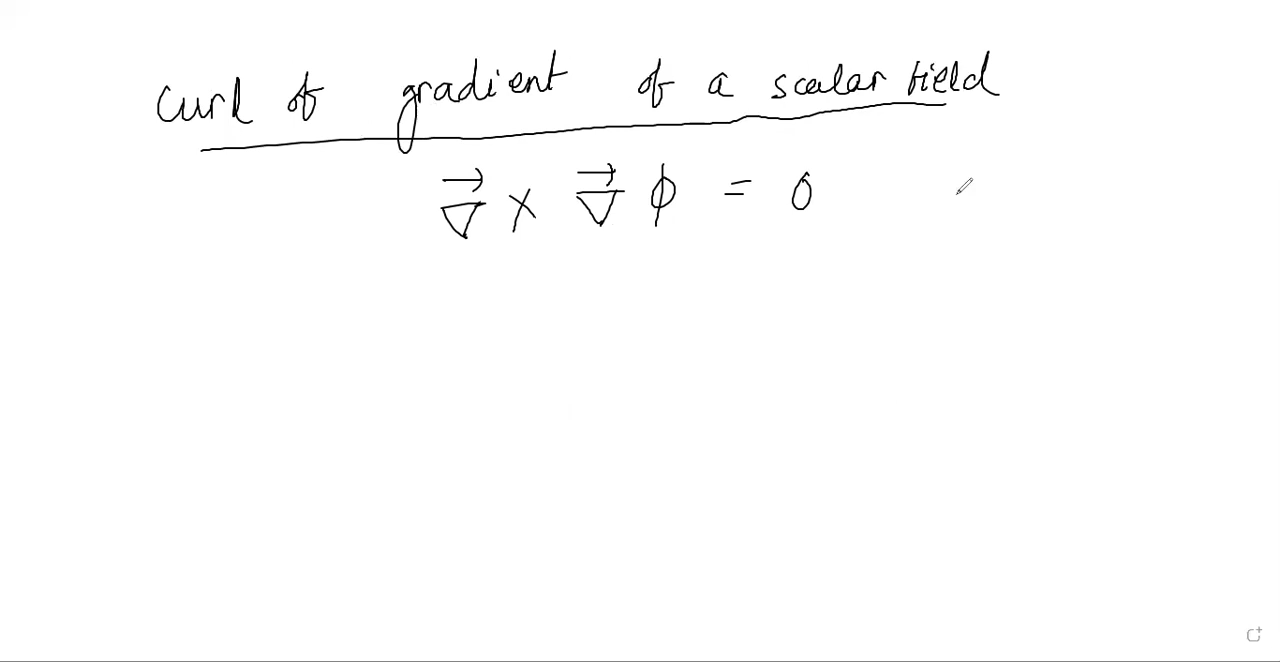 curl of gradient of a scalar field
∇⃗ × ∇⃗ ϕ = 0